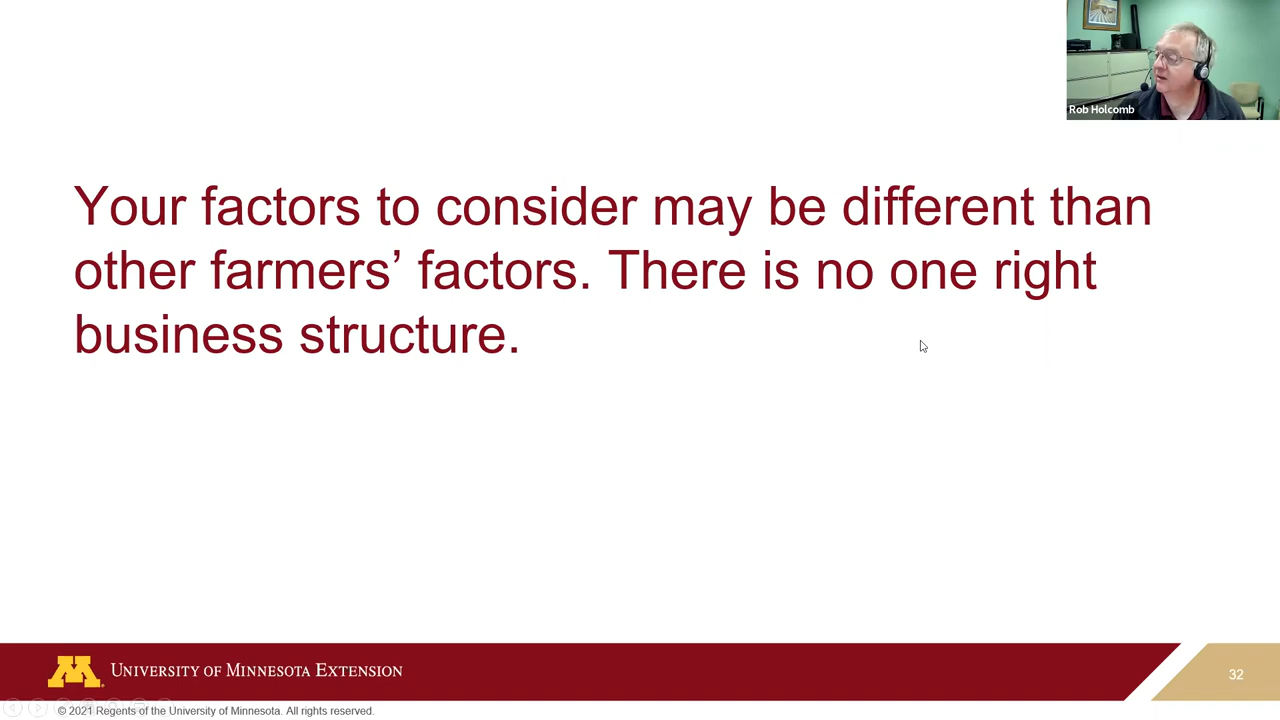 Rob Holcomb
Your factors to consider may be different than
other farmers’ factors. There is no one right
business structure.
UNIVERSITY OF MINNESOTA EXTENSION
32
© 2021 Regents of the University of Minnesota. All rights reserved.